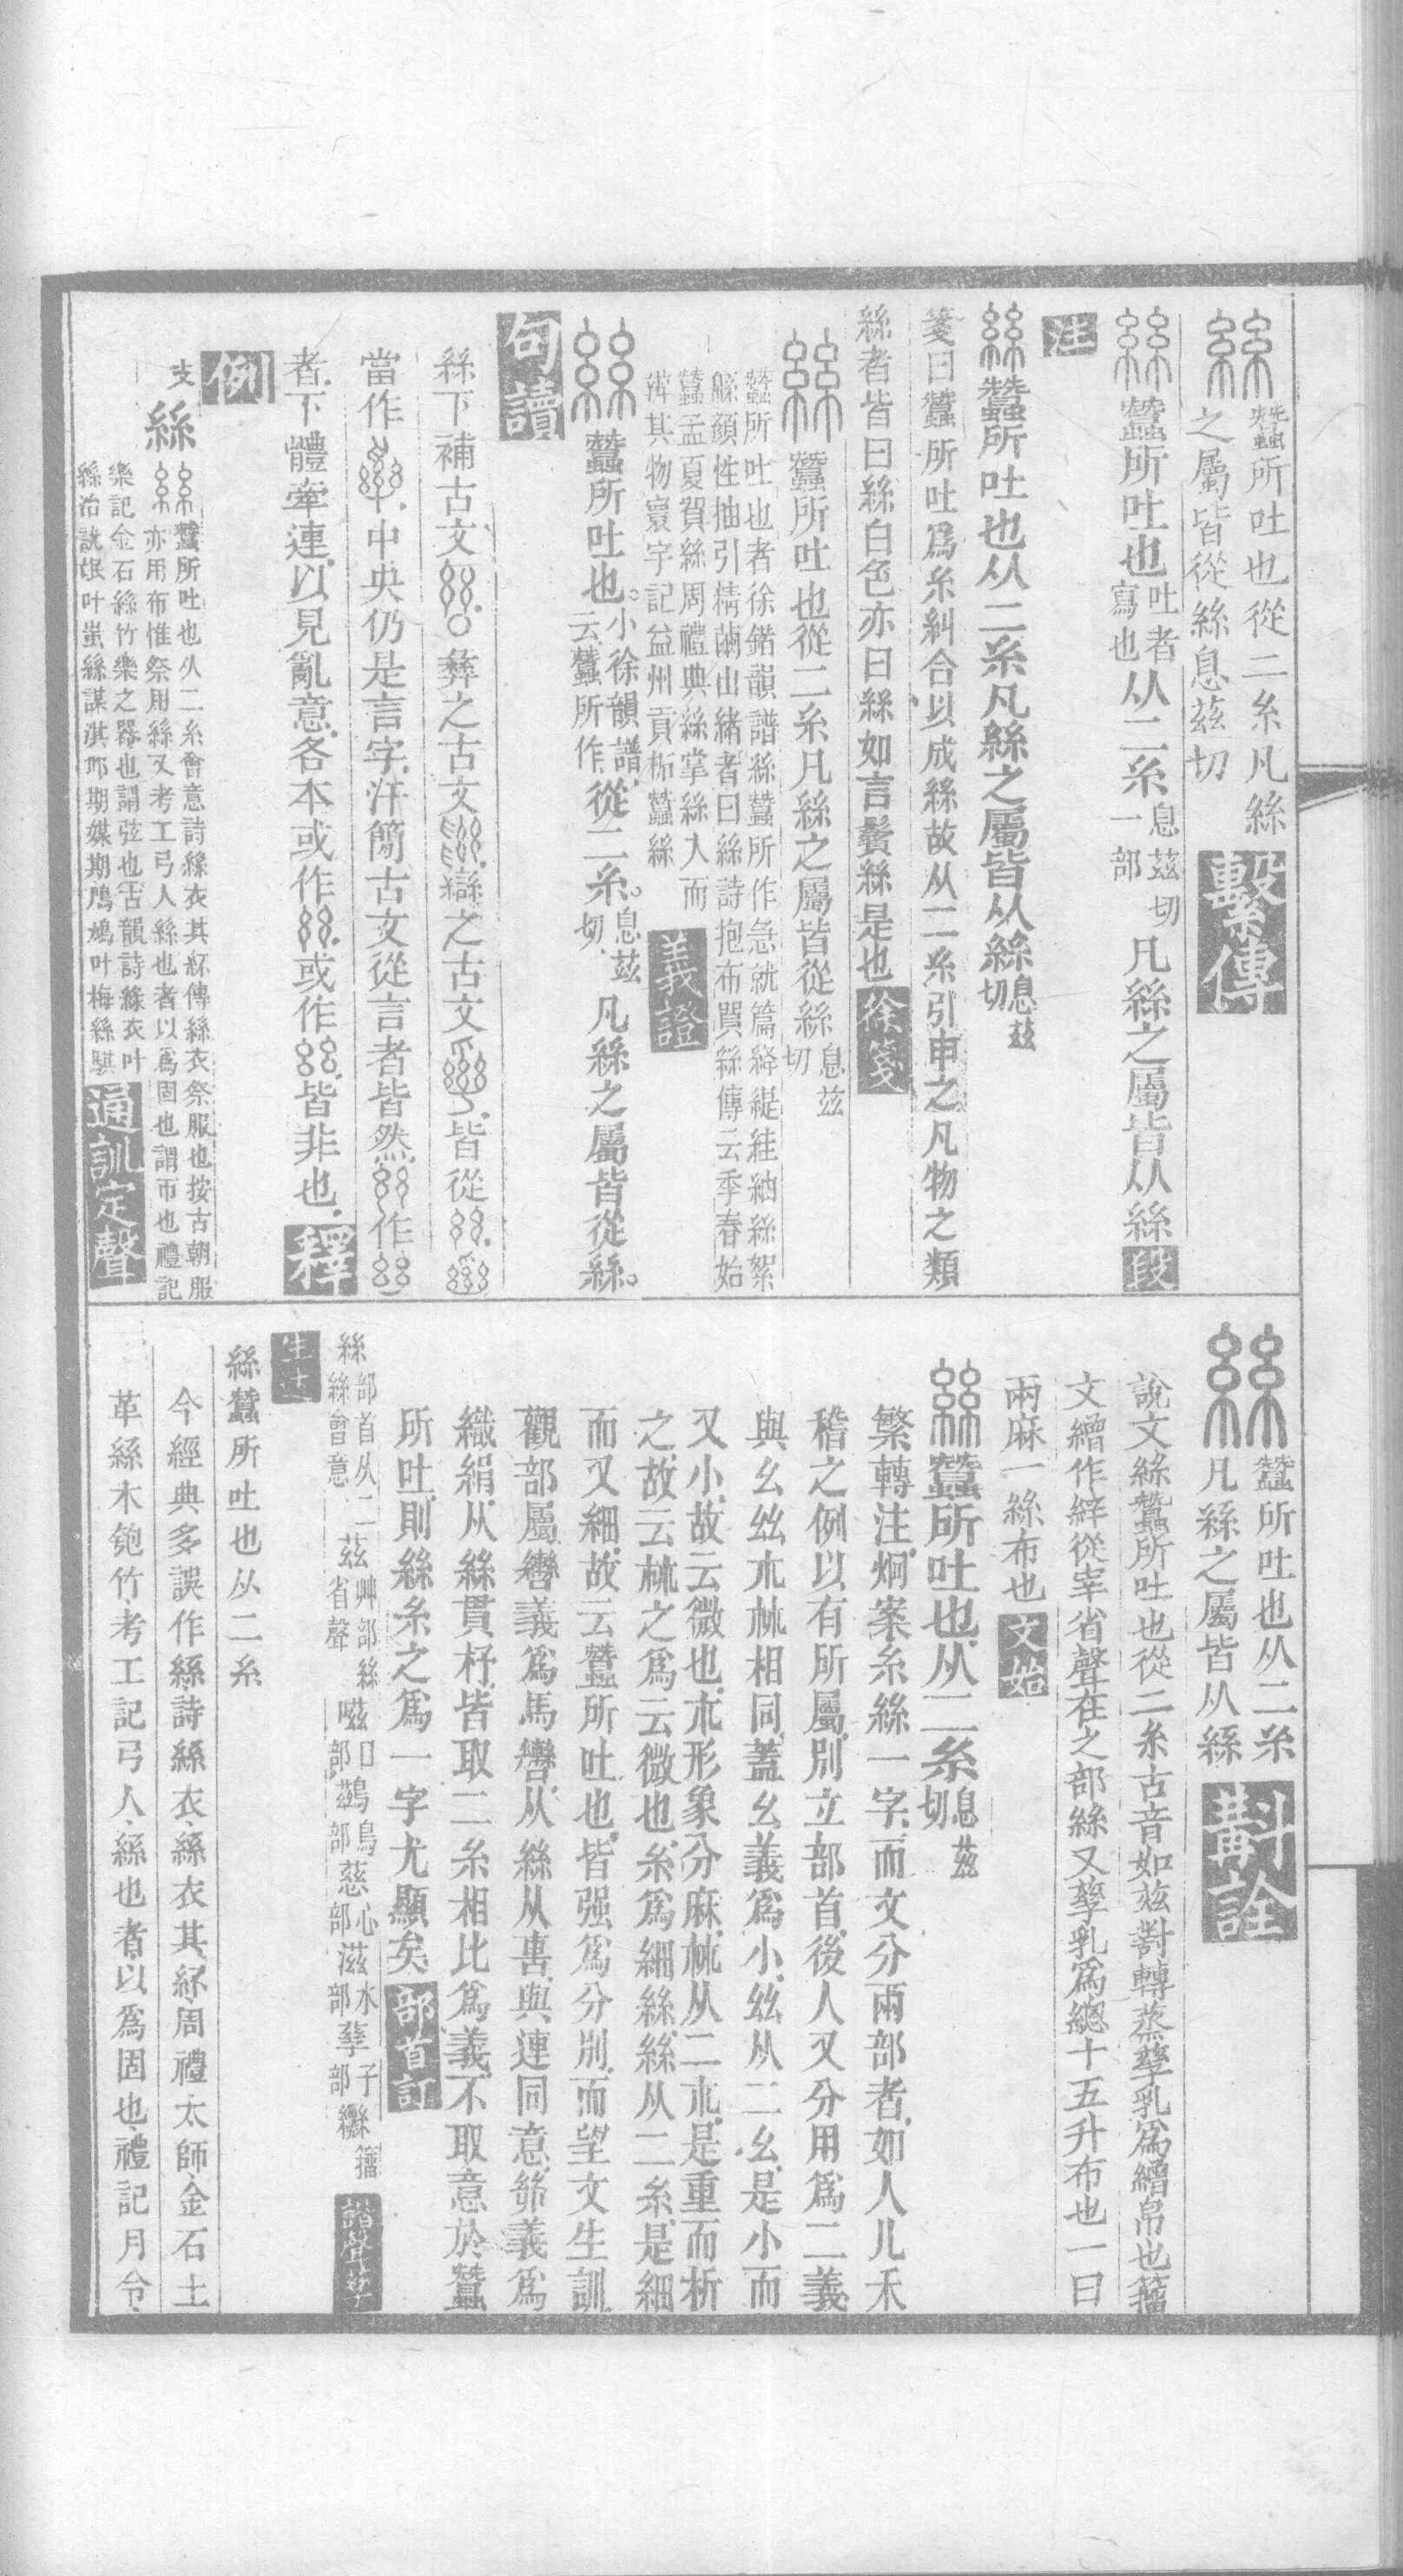 絲蠶所吐也從二糸凡絲
之屬皆從絲息茲切
繫傳
絲蠶所吐也吐者寫也从二糸息茲切一部凡絲之屬皆从絲段
注
絲蠶所吐也从二糸凡絲之屬皆从絲息茲切
箋曰蠶所吐爲糸糾合以成絲故从二糸引申之凡物之類
絲者皆曰絲白色亦曰絲如言鬢絲是也徐箋
絲蠶所吐也從二糸凡絲之屬皆從絲息茲切
蠶所吐也者徐鍇韻譜絲蠶所作急就篇絳緹絓紬絲絮
顏注抽引精繭出緒者曰絲詩抱布貿絲傳云季春始
蠶孟夏賀絲周禮典絲掌絲入而
其物寰宇記益州貢柘蠶絲
義證
絲蠶所吐也小徐韻譜云蠶所作從二糸息茲切凡絲之屬皆從絲
句讀
絲下補古文彝之古文䜌之古文皆從
當作中央仍是言字汗簡古文從言者皆然作
者下體牽連以見亂意各本或作或作皆非也釋
例
支絲絲蠶所吐也从二糸會意詩絲衣其紑傳絲衣祭服也按古朝服
亦用布惟祭用絲又考工弓人絲也者以爲固也謂帀也禮記
樂記金石絲竹樂之器也謂弦也古韻詩綠衣叶
絲治訧氓叶蚩絲謀淇邱期媒期鳲鳩叶梅絲騏
通訓定聲
絲蠶所吐也从二糸
凡絲之屬皆从絲
斠詮
說文絲蠶所吐也從二糸古音如玆對轉蒸孳乳爲繒帛也籒
文繒作縡從宰省聲在之部絲又孳乳爲緦十五升布也一曰
兩麻一絲布也文始
絲蠶所吐也从二糸息茲切
繁轉注炯案糸絲一字而文分兩部者如人儿禾
稽之例以有所屬別立部首後人又分用爲二義
與幺𢆶朩𣏟相同蓋幺義爲小𢆶从二幺是小而
又小故云微也朩形象分麻𣏟从二朩是重而析
之故云𣏟之爲云微也糸爲細絲絲从二糸是細
而又細故云蠶所吐也皆强爲分別而望文生訓
觀部屬轡義爲馬轡从絲从軎與連同意𢇇義爲
織絹从絲貫杼皆取二糸相比爲義不取意於蠶
所吐則絲糸之爲一字尤顯矣部首訂
絲部首从二絲會意茲艸部絲省聲嗞口部鶿鳥部慈心部滋水部孳子部籒
諧聲
生述
絲蠶所吐也从二糸
今經典多誤作絲詩絲衣絲衣其紑周禮太師金石土
革絲木匏竹考工記弓人絲也者以爲固也禮記月令